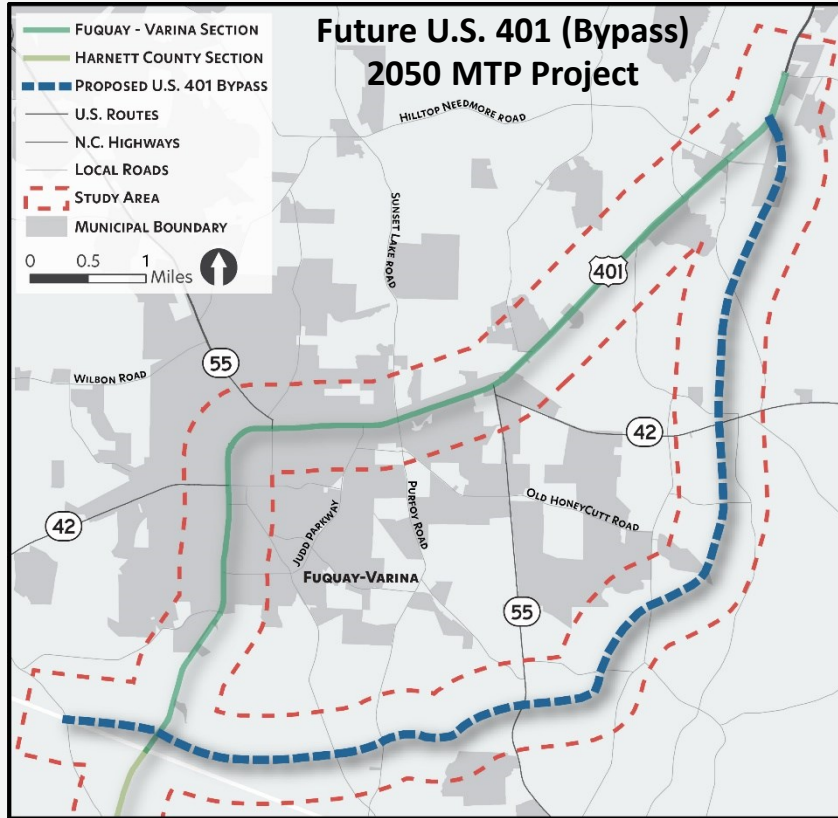 Future U.S. 401 (Bypass)
2050 MTP Project
FUQUAY - VARINA SECTION
HARNETT COUNTY SECTION
PROPOSED U.S. 401 BYPASS
U.S. ROUTES
N.C. HIGHWAYS
LOCAL ROADS
STUDY AREA
MUNICIPAL BOUNDARY
0 0.5 1
Miles
HILLTOP NEEDMORE ROAD
SUNSET LAKE ROAD
401
55
WILBON ROAD
42
42
JUDD PARKWAY
PURFOY ROAD
OLD HONEYCUTT ROAD
FUQUAY-VARINA
55